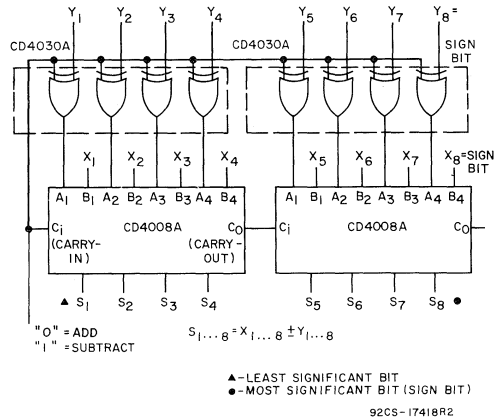 Y1 Y2 Y3 Y4 Y5 Y6 Y7 Y8=
SIGN
BIT
CD4030A CD4030A
X1 X2 X3 X4 X5 X6 X7 X8=SIGN
BIT
A1 B1 A2 B2 A3 B3 A4 B4 A1 B1 A2 B2 A3 B3 A4 B4
Ci CD4008A Co Ci CD4008A Co
(CARRY-
IN)
(CARRY-
OUT)
▲ S1 S2 S3 S4 S5 S6 S7 S8 ●
"0" = ADD
"1" = SUBTRACT
S1...8 = X1...8 ± Y1...8
▲-LEAST SIGNIFICANT BIT
●-MOST SIGNIFICANT BIT (SIGN BIT)
92CS-17418R2